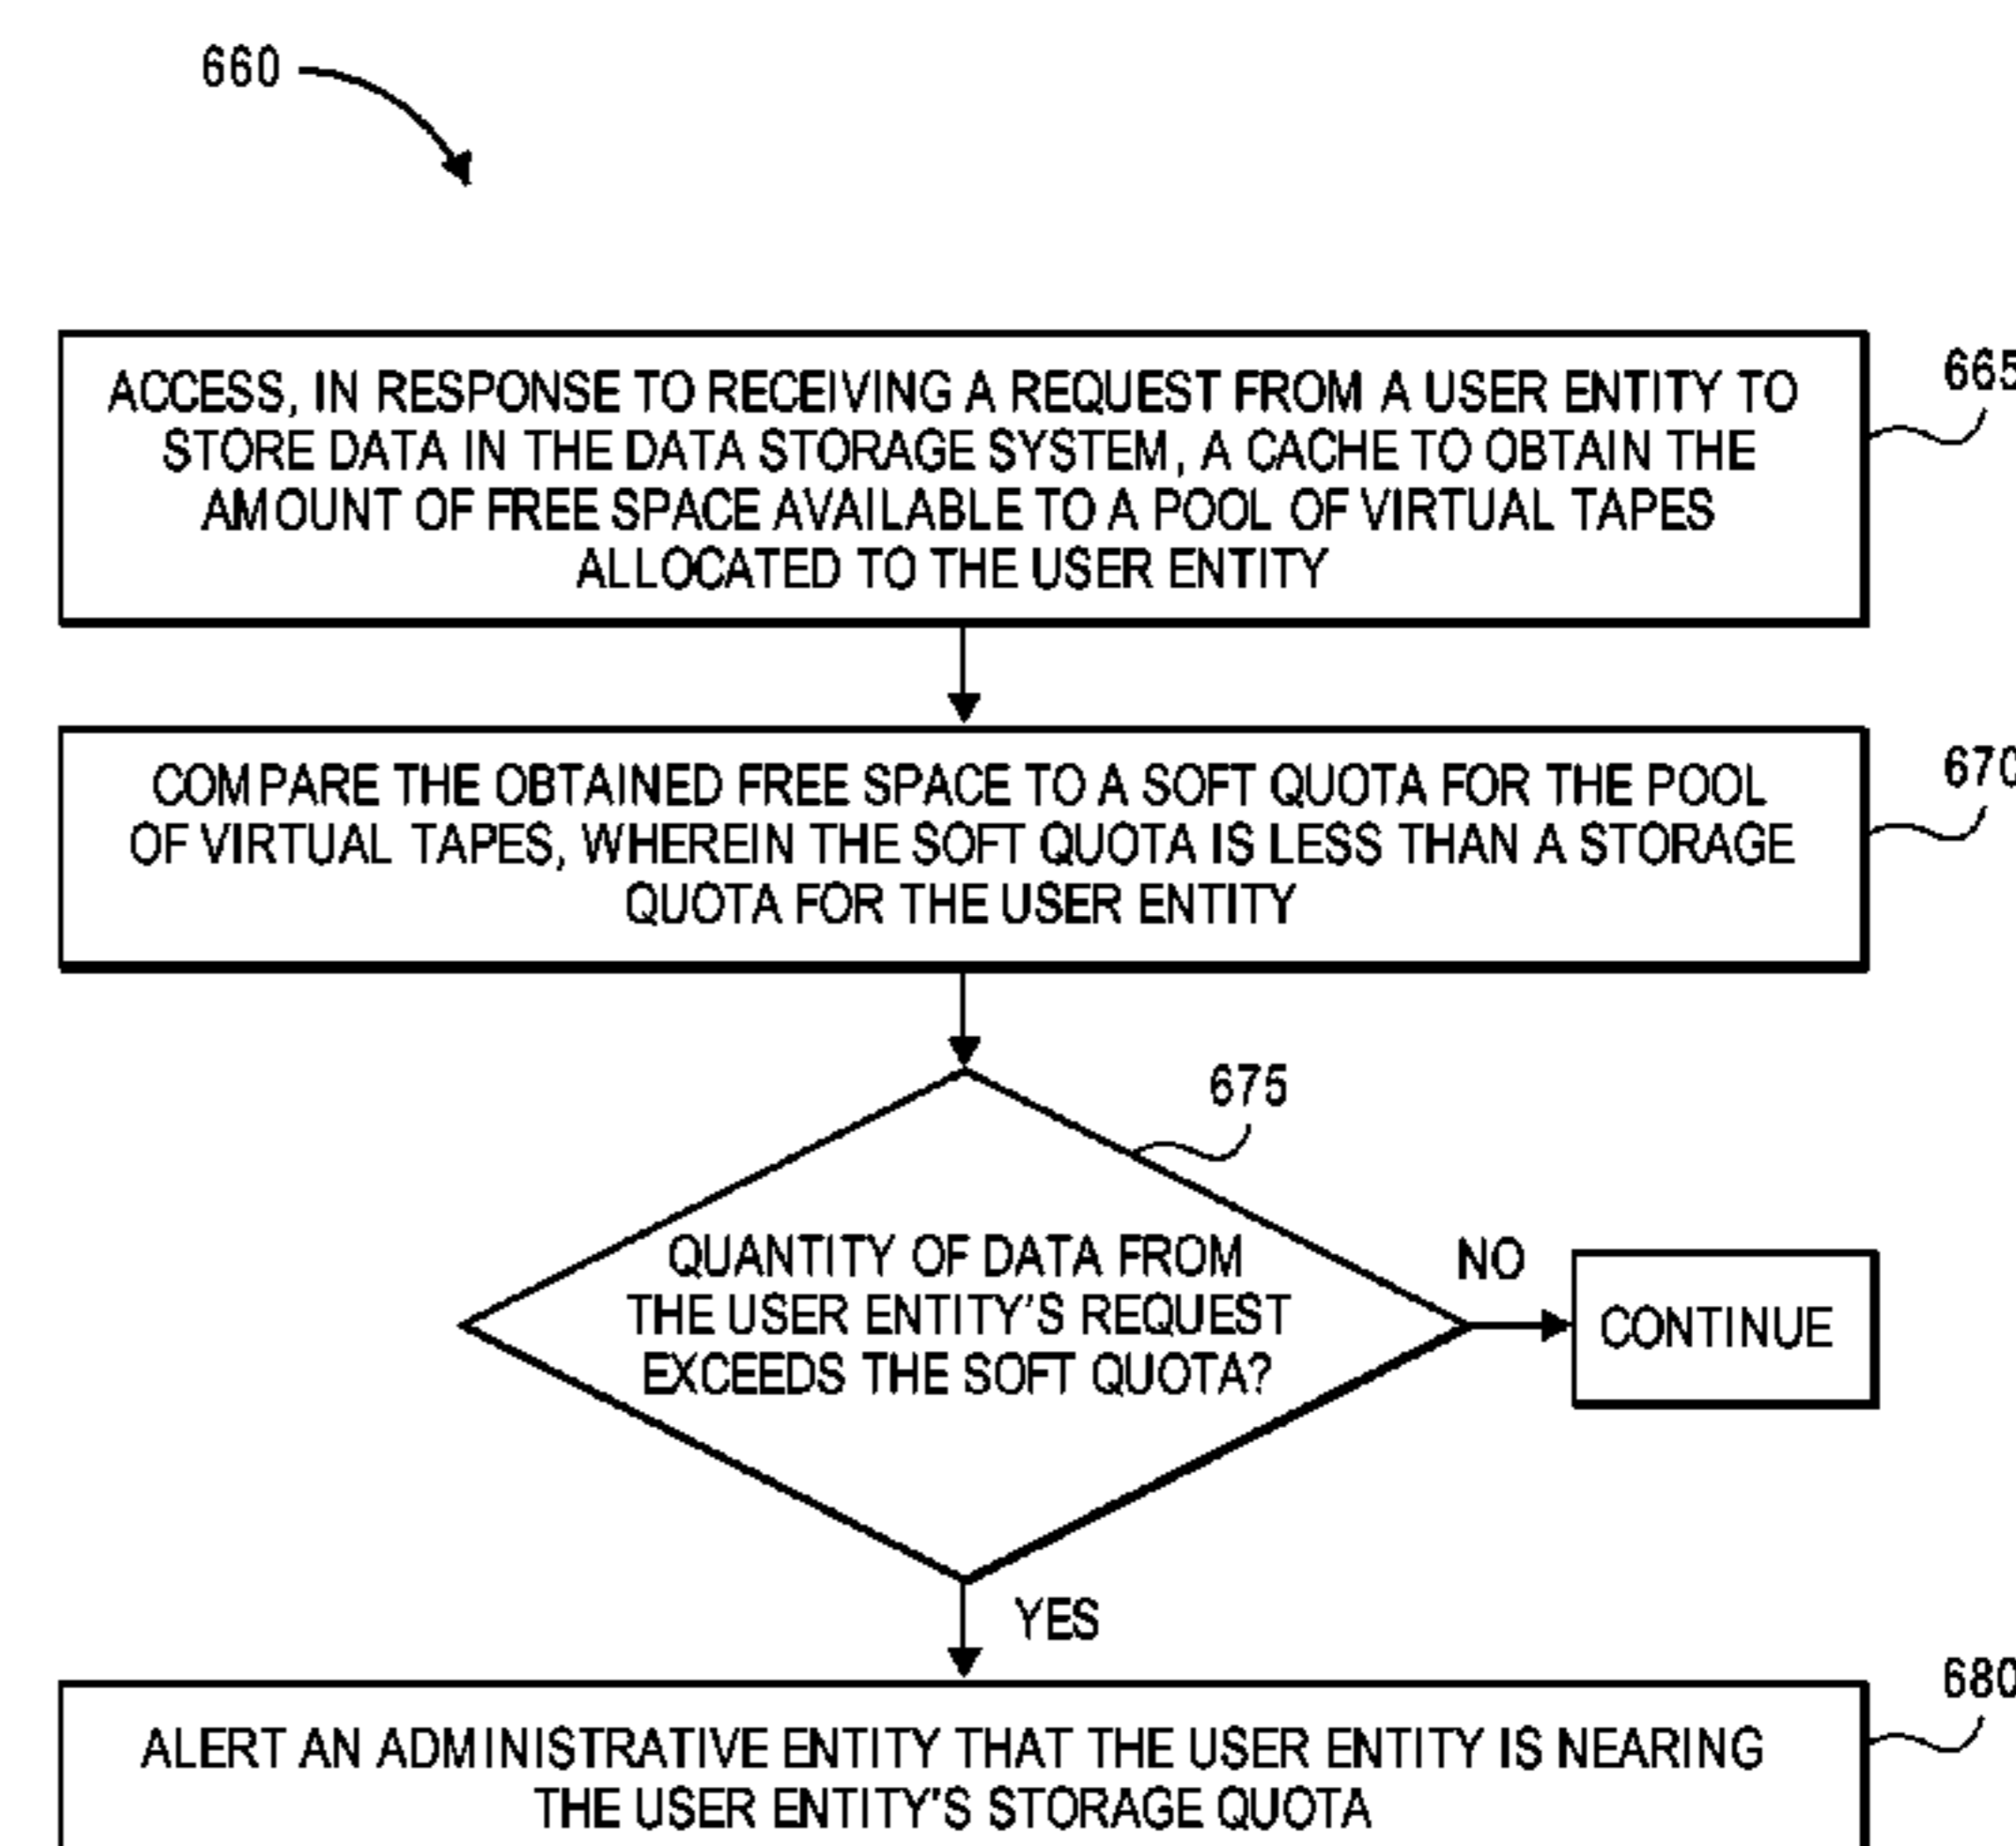 660
ACCESS, IN RESPONSE TO RECEIVING A REQUEST FROM A USER ENTITY TO
STORE DATA IN THE DATA STORAGE SYSTEM, A CACHE TO OBTAIN THE
AMOUNT OF FREE SPACE AVAILABLE TO A POOL OF VIRTUAL TAPES
ALLOCATED TO THE USER ENTITY
665
COMPARE THE OBTAINED FREE SPACE TO A SOFT QUOTA FOR THE POOL
OF VIRTUAL TAPES, WHEREIN THE SOFT QUOTA IS LESS THAN A STORAGE
QUOTA FOR THE USER ENTITY
670
675
QUANTITY OF DATA FROM
THE USER ENTITY'S REQUEST
EXCEEDS THE SOFT QUOTA?
NO
CONTINUE
YES
ALERT AN ADMINISTRATIVE ENTITY THAT THE USER ENTITY IS NEARING
THE USER ENTITY'S STORAGE QUOTA
680